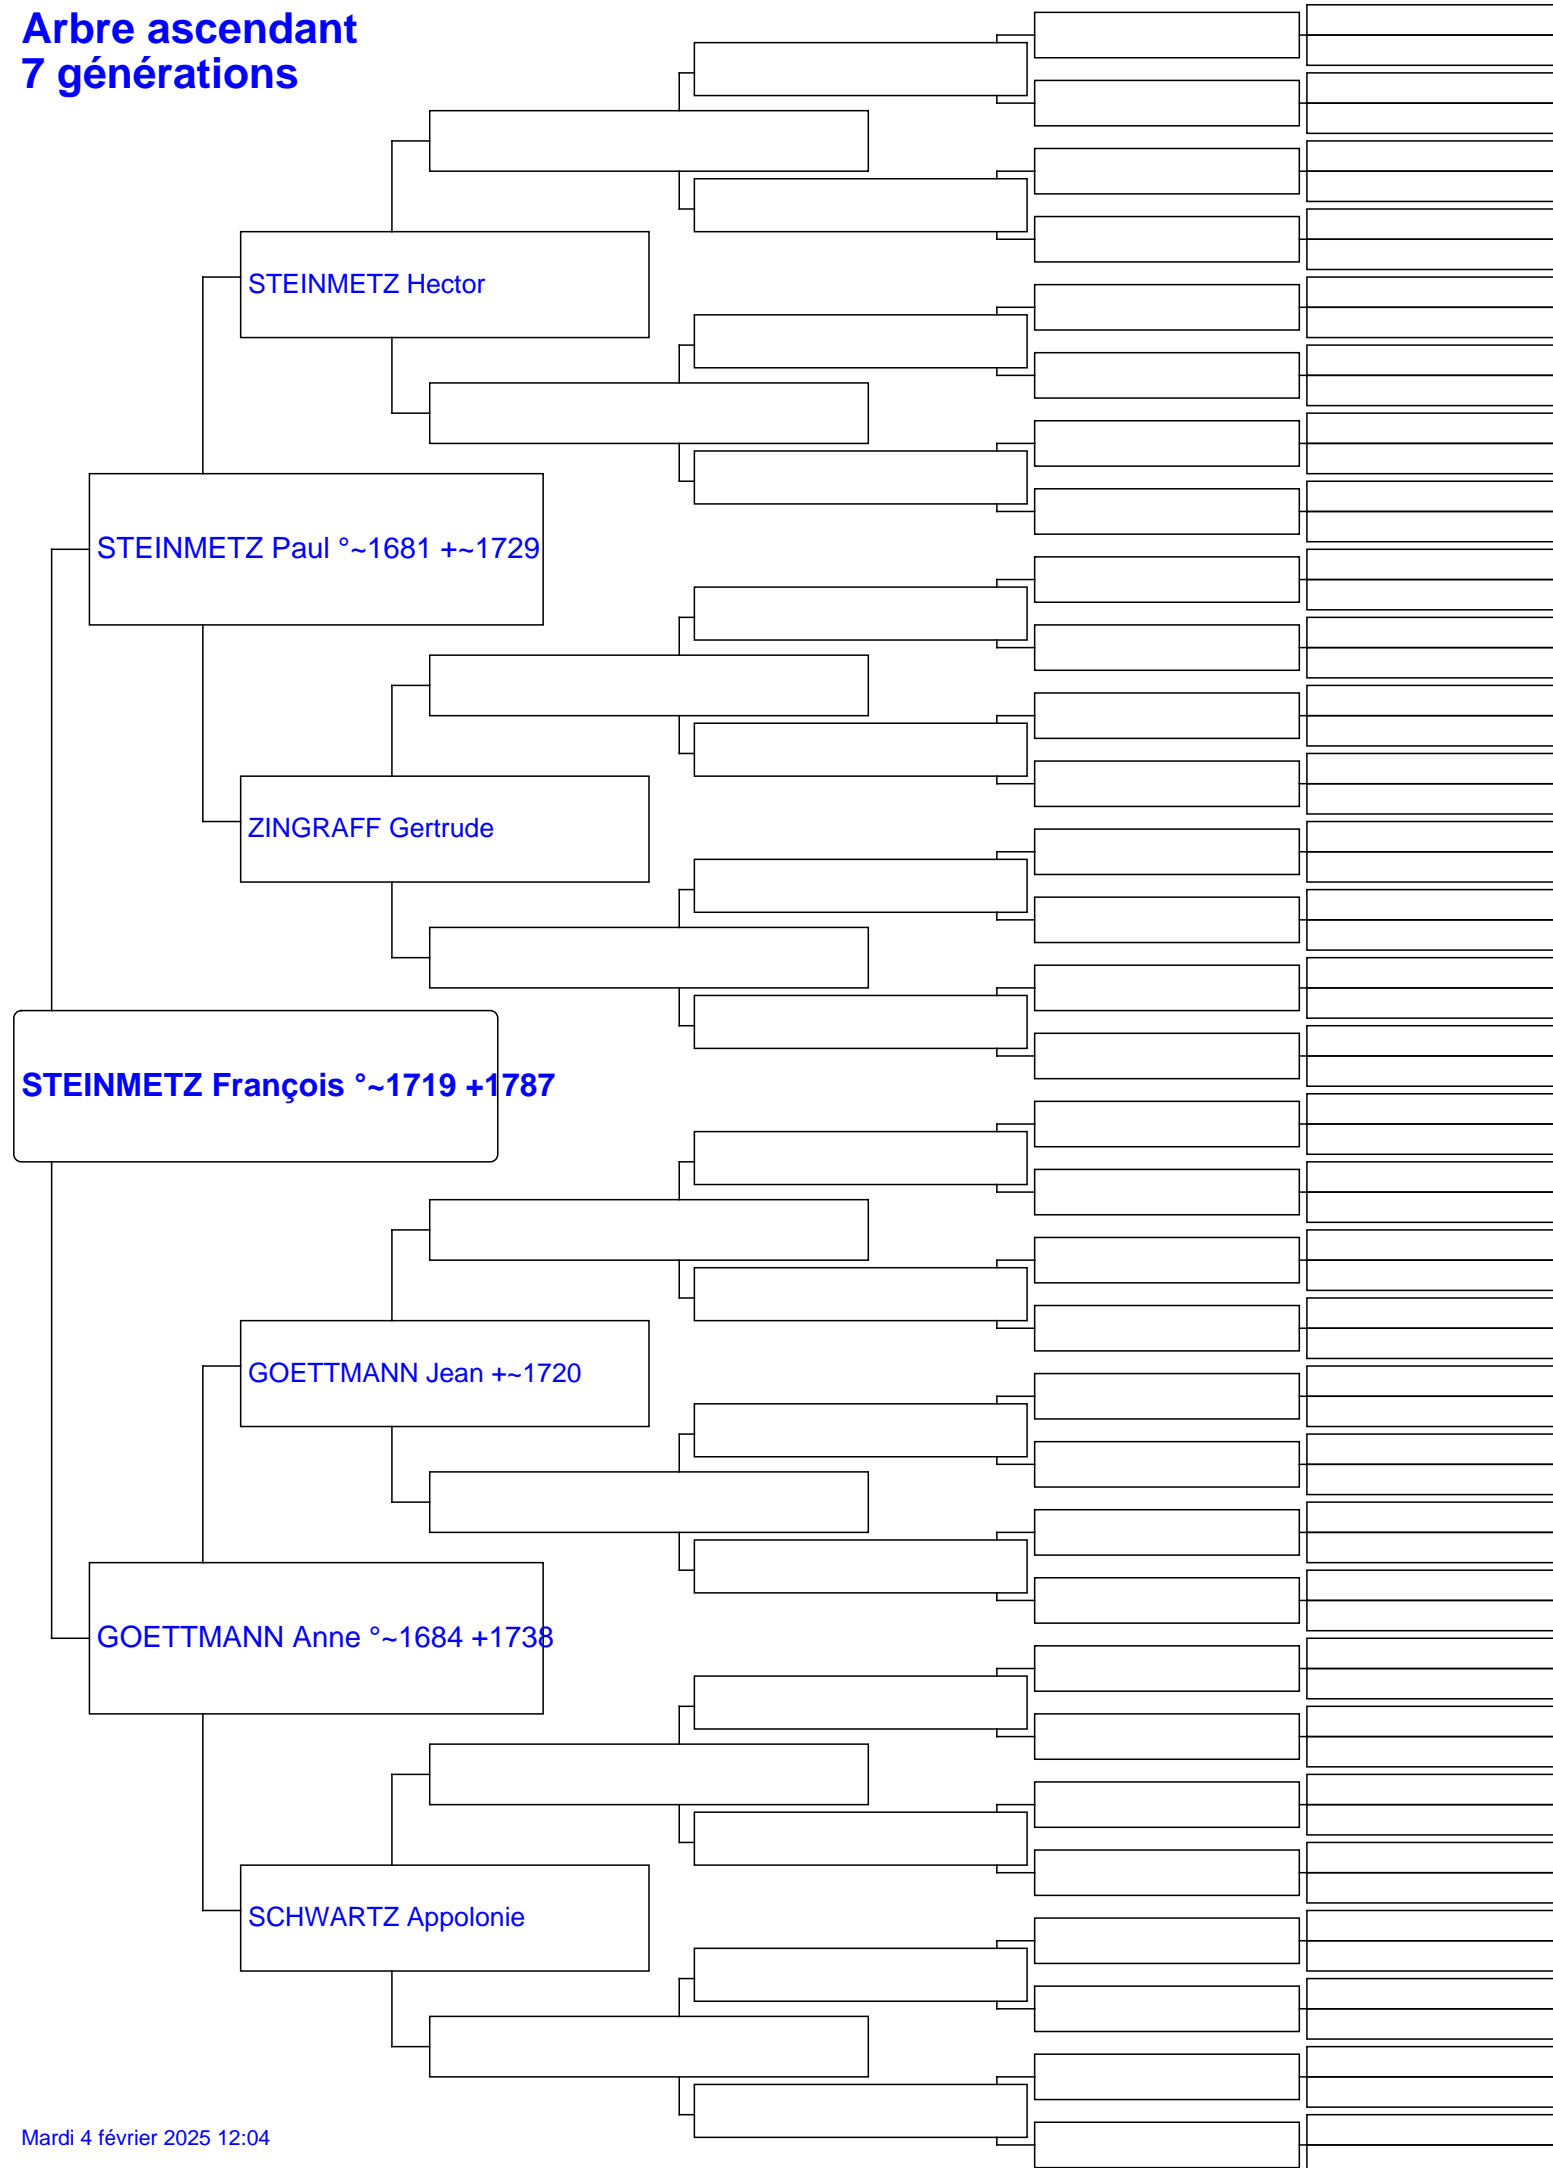 Arbre ascendant
7 générations
STEINMETZ Hector
STEINMETZ Paul °~1681 +~1729
ZINGRAFF Gertrude
STEINMETZ François °~1719 +1787
GOETTMANN Jean +~1720
GOETTMANN Anne °~1684 +1738
SCHWARTZ Appolonie
Mardi 4 février 2025 12:04